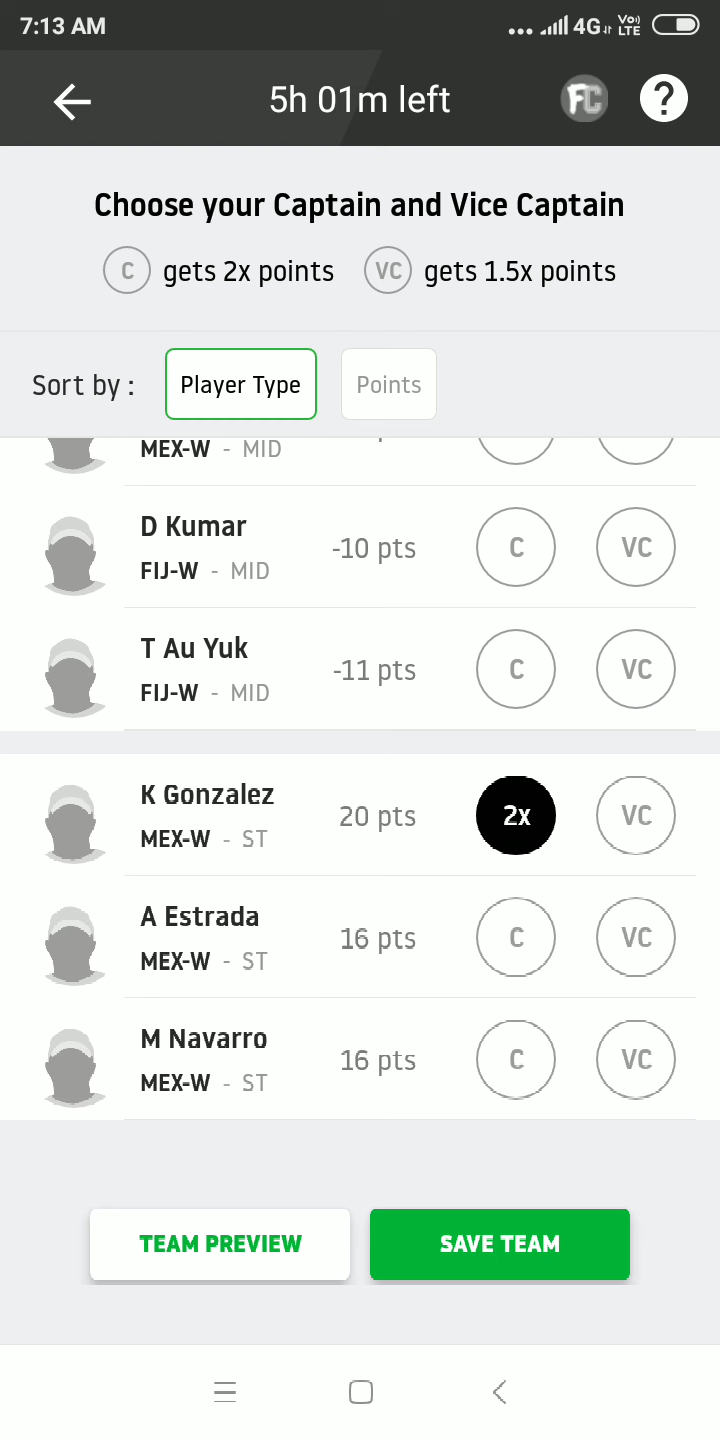 7:13 AM
4G Vo) LTE
5h 01m left
FC
?
Choose your Captain and Vice Captain
C gets 2x points VC gets 1.5x points
Sort by : Player Type Points
MEX-W - MID
D Kumar
-10 pts C VC
FIJ-W - MID
T Au Yuk
-11 pts C VC
FIJ-W - MID
K Gonzalez
20 pts 2x VC
MEX-W - ST
A Estrada
16 pts C VC
MEX-W - ST
M Navarro
16 pts C VC
MEX-W - ST
TEAM PREVIEW SAVE TEAM